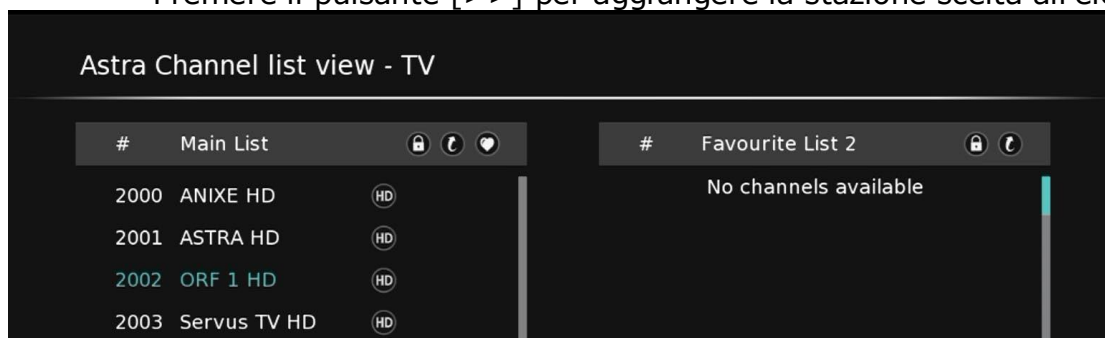 Premere il pulsante [>>] per aggiungere la stazione scelta
Astra Channel list view - TV
# Main List # Favourite List 2
2000 ANIXE HD HD No channels available
2001 ASTRA HD HD
2002 ORF 1 HD HD
2003 Servus TV HD HD